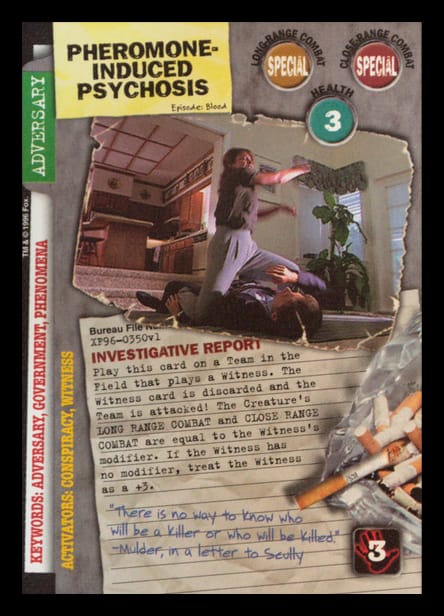 PHEROMONE-
INDUCED
PSYCHOSIS
Episode: Blood
LONG-RANGE COMBAT
SPECIAL
CLOSE-RANGE COMBAT
SPECIAL
HEALTH
3
ADVERSARY
TM & © 1996 Fox.
KEYWORDS: ADVERSARY, GOVERNMENT, PHENOMENA
ACTIVATORS: CONSPIRACY, WITNESS
Bureau File
XF96-0350v1
INVESTIGATIVE REPORT
Play this card on a Team in the
Field that plays a Witness. The
Witness card is discarded and the
Team is attacked! The Creature's
LONG RANGE COMBAT and CLOSE RANGE
COMBAT are equal to the Witness's
modifier. If the Witness has
no modifier, treat the Witness
as a +3.
"There is no way to know who
will be a killer or who will be killed."
-Mulder, in a letter to Scully
3